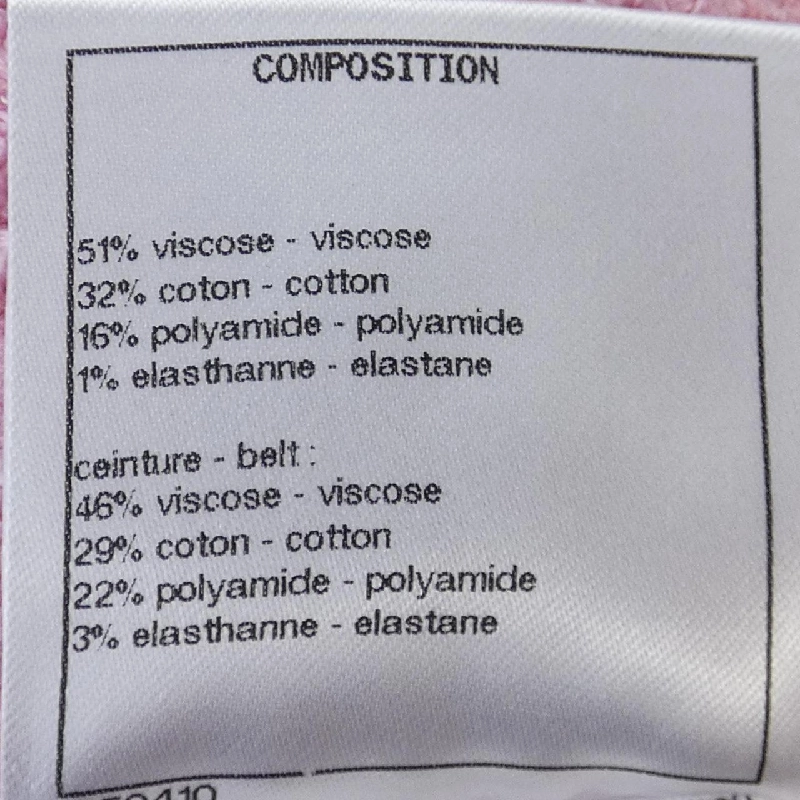 COMPOSITION
51% viscose - viscose
32% coton - cotton
16% polyamide - polyamide
1% elasthanne - elastane
ceinture - belt :
46% viscose - viscose
29% coton - cotton
22% polyamide - polyamide
3% elasthanne - elastane